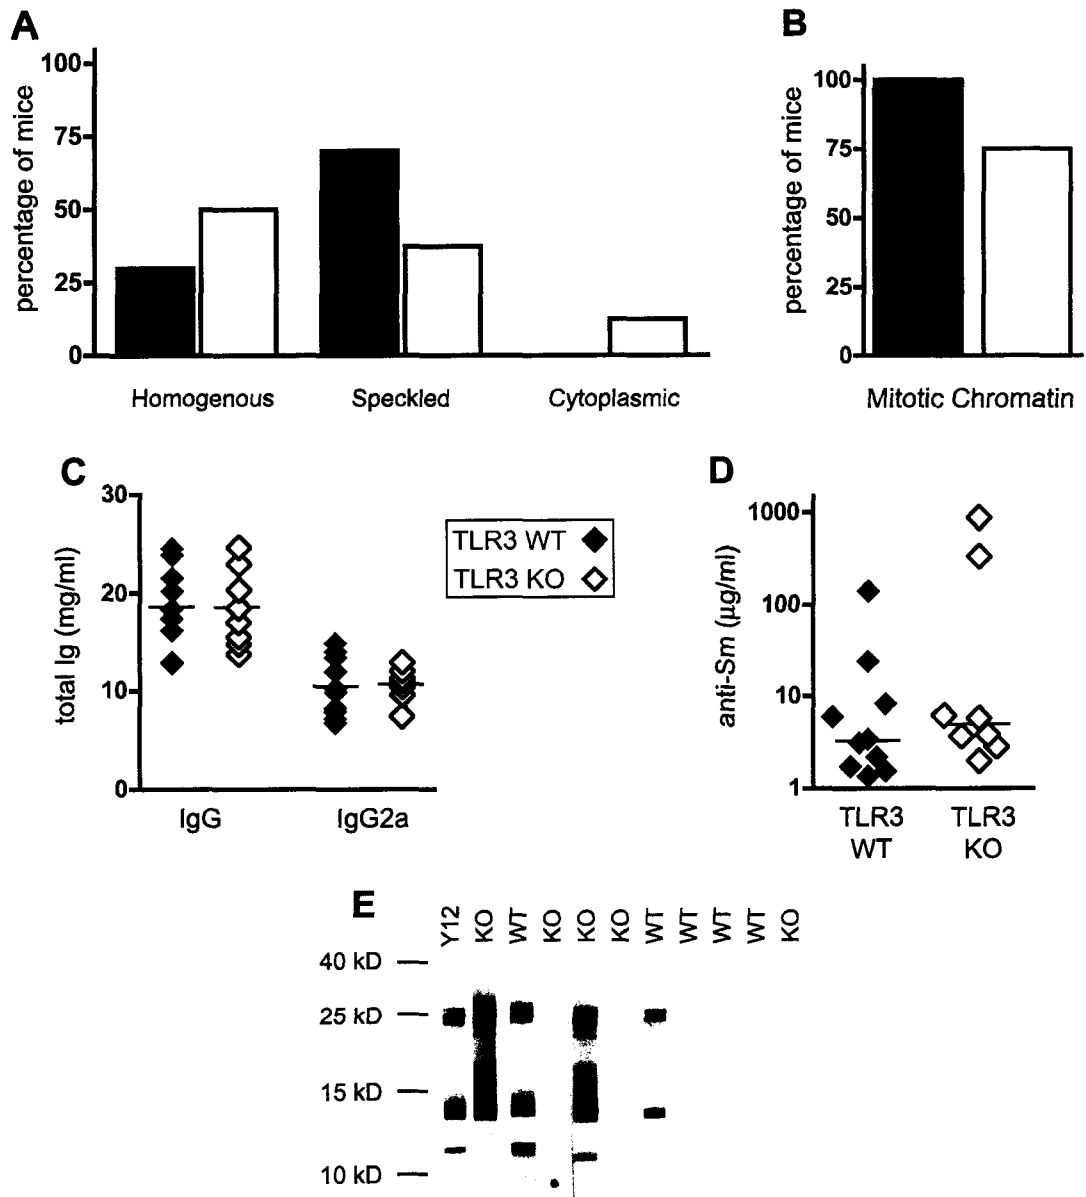 A
percentage of mice
100
75
50
25
0
Homogenous
Speckled
Cytoplasmic
B
percentage of mice
100
75
50
25
0
Mitotic Chromatin
C
total Ig (mg/ml)
30
20
10
0
IgG
IgG2a
TLR3 WT
TLR3 KO
D
anti-Sm (µg/ml)
1000
100
10
1
TLR3
WT
TLR3
KO
E
Y12
KO
WT
KO
KO
KO
WT
WT
WT
WT
KO
40 kD
25 kD
15 kD
10 kD